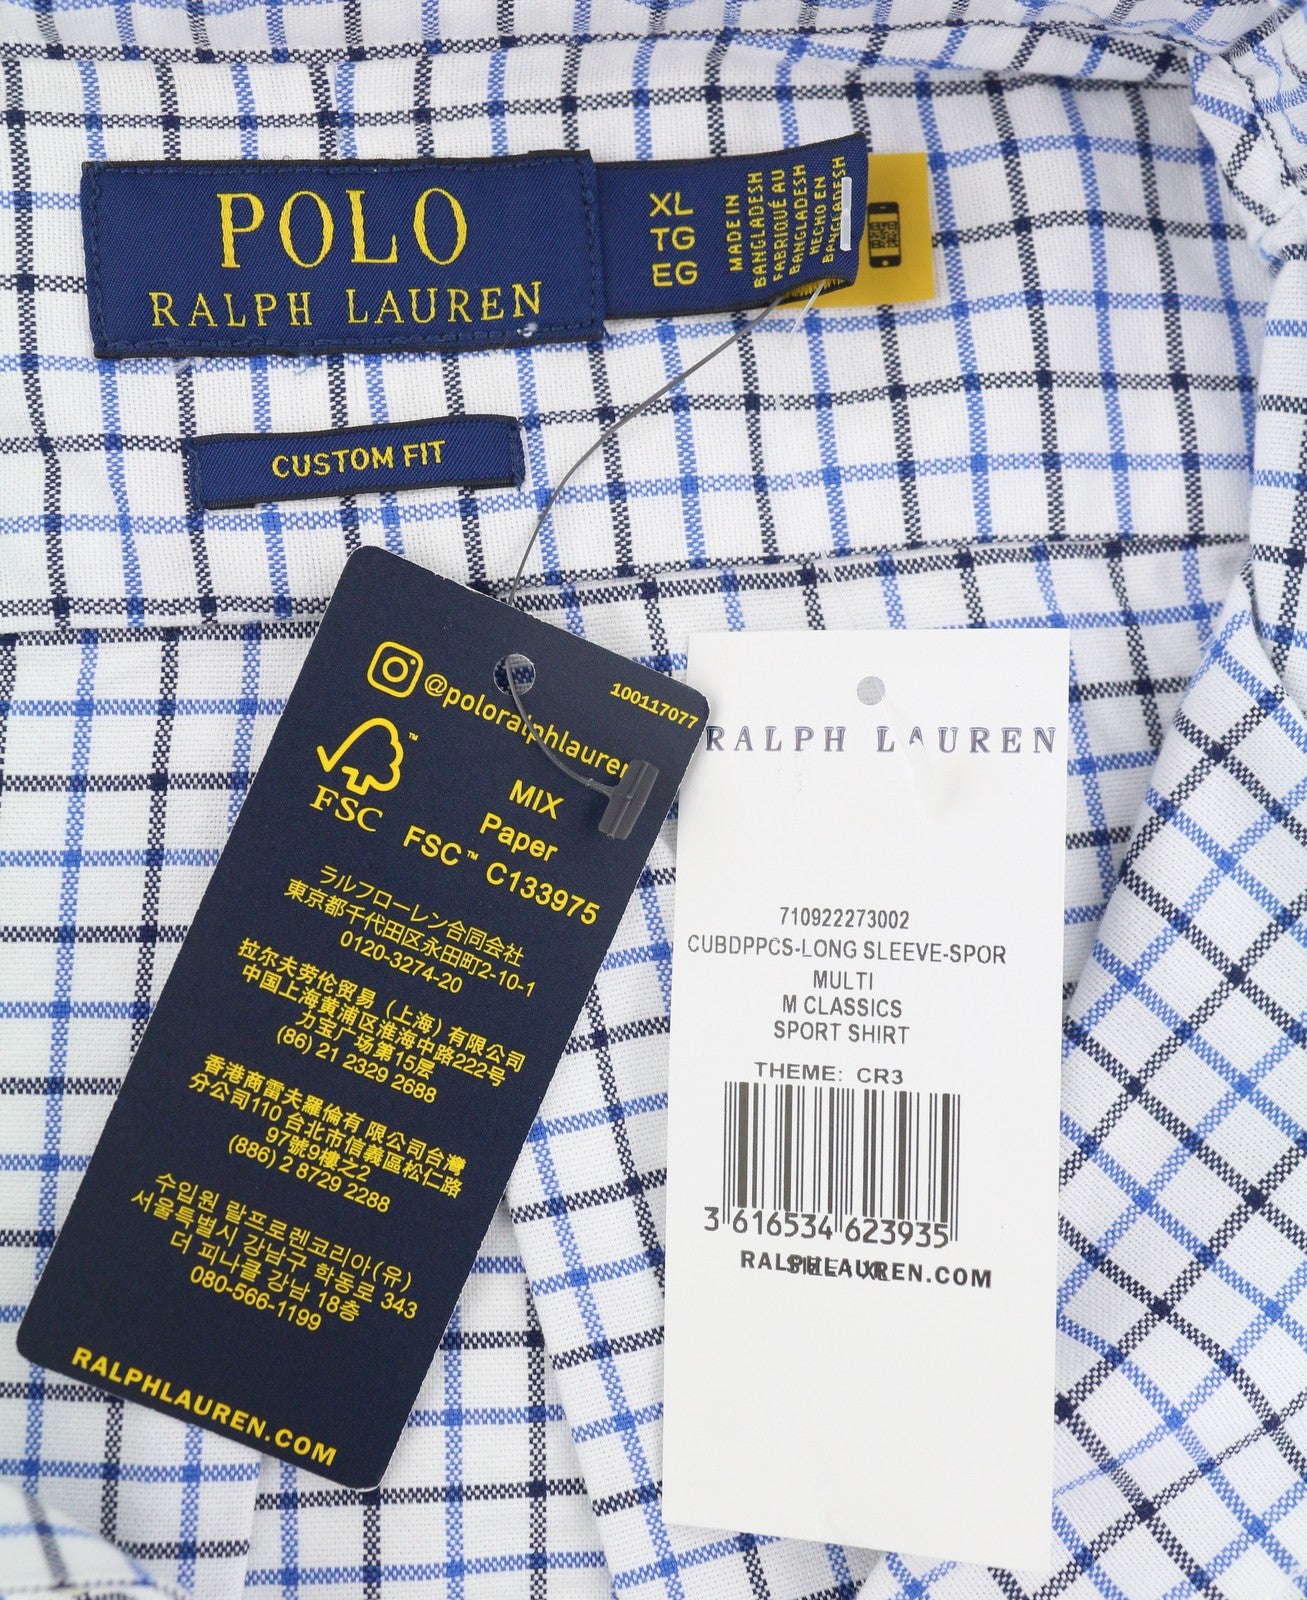 POLO
RALPH LAUREN
XL
TG
EG
MADE IN
BANGLADESH
FABRIQUÉ AU
BANGLADESH
HECHO EN
BANGLADESH
CUSTOM FIT
@poloralphlauren
100117077
FSC
MIX
Paper
FSC™ C133975
ラルフローレン合同会社
東京都千代田区永田町2-10-1
0120-3274-20
拉尔夫劳伦贸易（上海）有限公司
中国上海黄浦区淮海中路222号
力宝广场第15层
(86) 21 2329 2688
香港商雷夫羅倫有限公司台灣
分公司110 台北市信義區松仁路
97號9樓之2
(886) 2 8729 2288
수입원 랄프로렌코리아(유)
서울특별시 강남구 학동로 343
더 피나클 강남 18층
080-566-1199
RALPHLAUREN.COM
RALPH LAUREN
710922273002
CUBDPPCS-LONG SLEEVE-SPOR
MULTI
M CLASSICS
SPORT SHIRT
THEME: CR3
3 616534 623935
RALPHLAUREN.COM
SIZE: XL